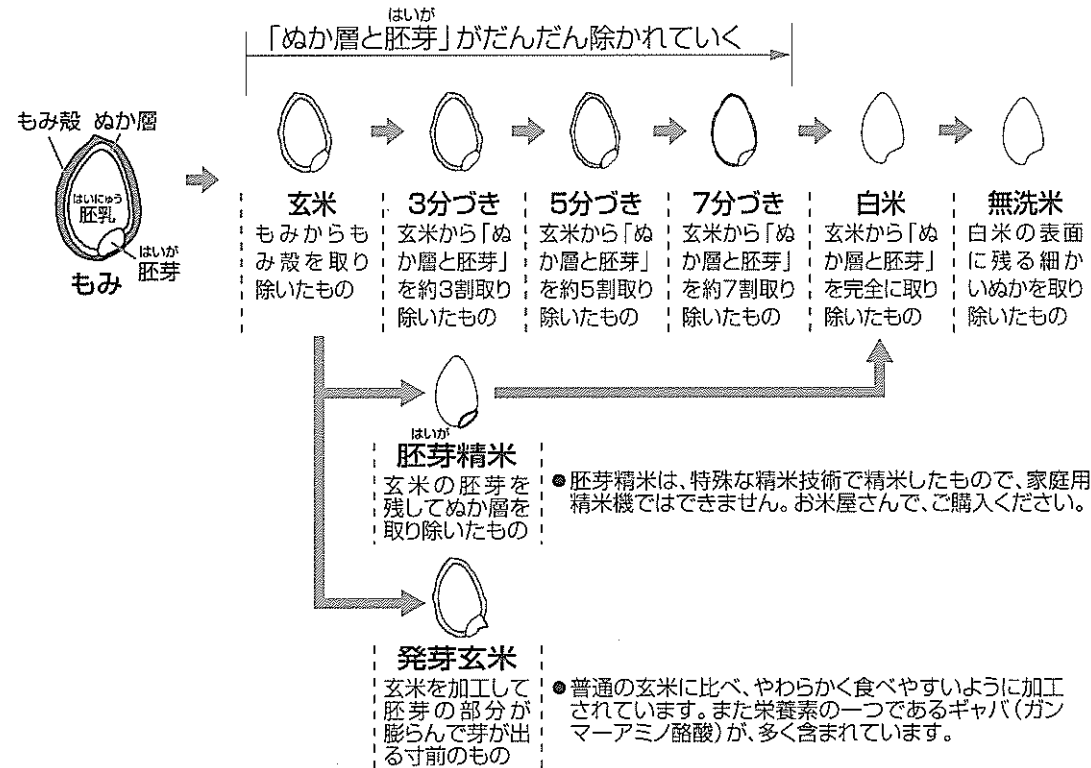 はいが
「ぬか層と胚芽」がだんだん除かれていく
もみ殻 ぬか層
はいにゅう
胚乳
はいが
胚芽
もみ
玄米
もみからも
み殻を取り
除いたもの
3分づき
玄米から「ぬ
か層と胚芽」
を約3割取り
除いたもの
5分づき
玄米から「ぬ
か層と胚芽」
を約5割取り
除いたもの
7分づき
玄米から「ぬ
か層と胚芽」
を約7割取り
除いたもの
白米
玄米から「ぬ
か層と胚芽」
を完全に取り
除いたもの
無洗米
白米の表面
に残る細か
いぬかを取り
除いたもの
はいが
胚芽精米
玄米の胚芽を
残してぬか層を
取り除いたもの
●胚芽精米は、特殊な精米技術で精米したもので、家庭用
精米機ではできません。お米屋さんで、ご購入ください。
発芽玄米
玄米を加工して
胚芽の部分が
膨らんで芽が出
る寸前のもの
●普通の玄米に比べ、やわらかく食べやすいように加工
されています。また栄養素の一つであるギャバ(ガン
マーアミノ酪酸)が、多く含まれています。